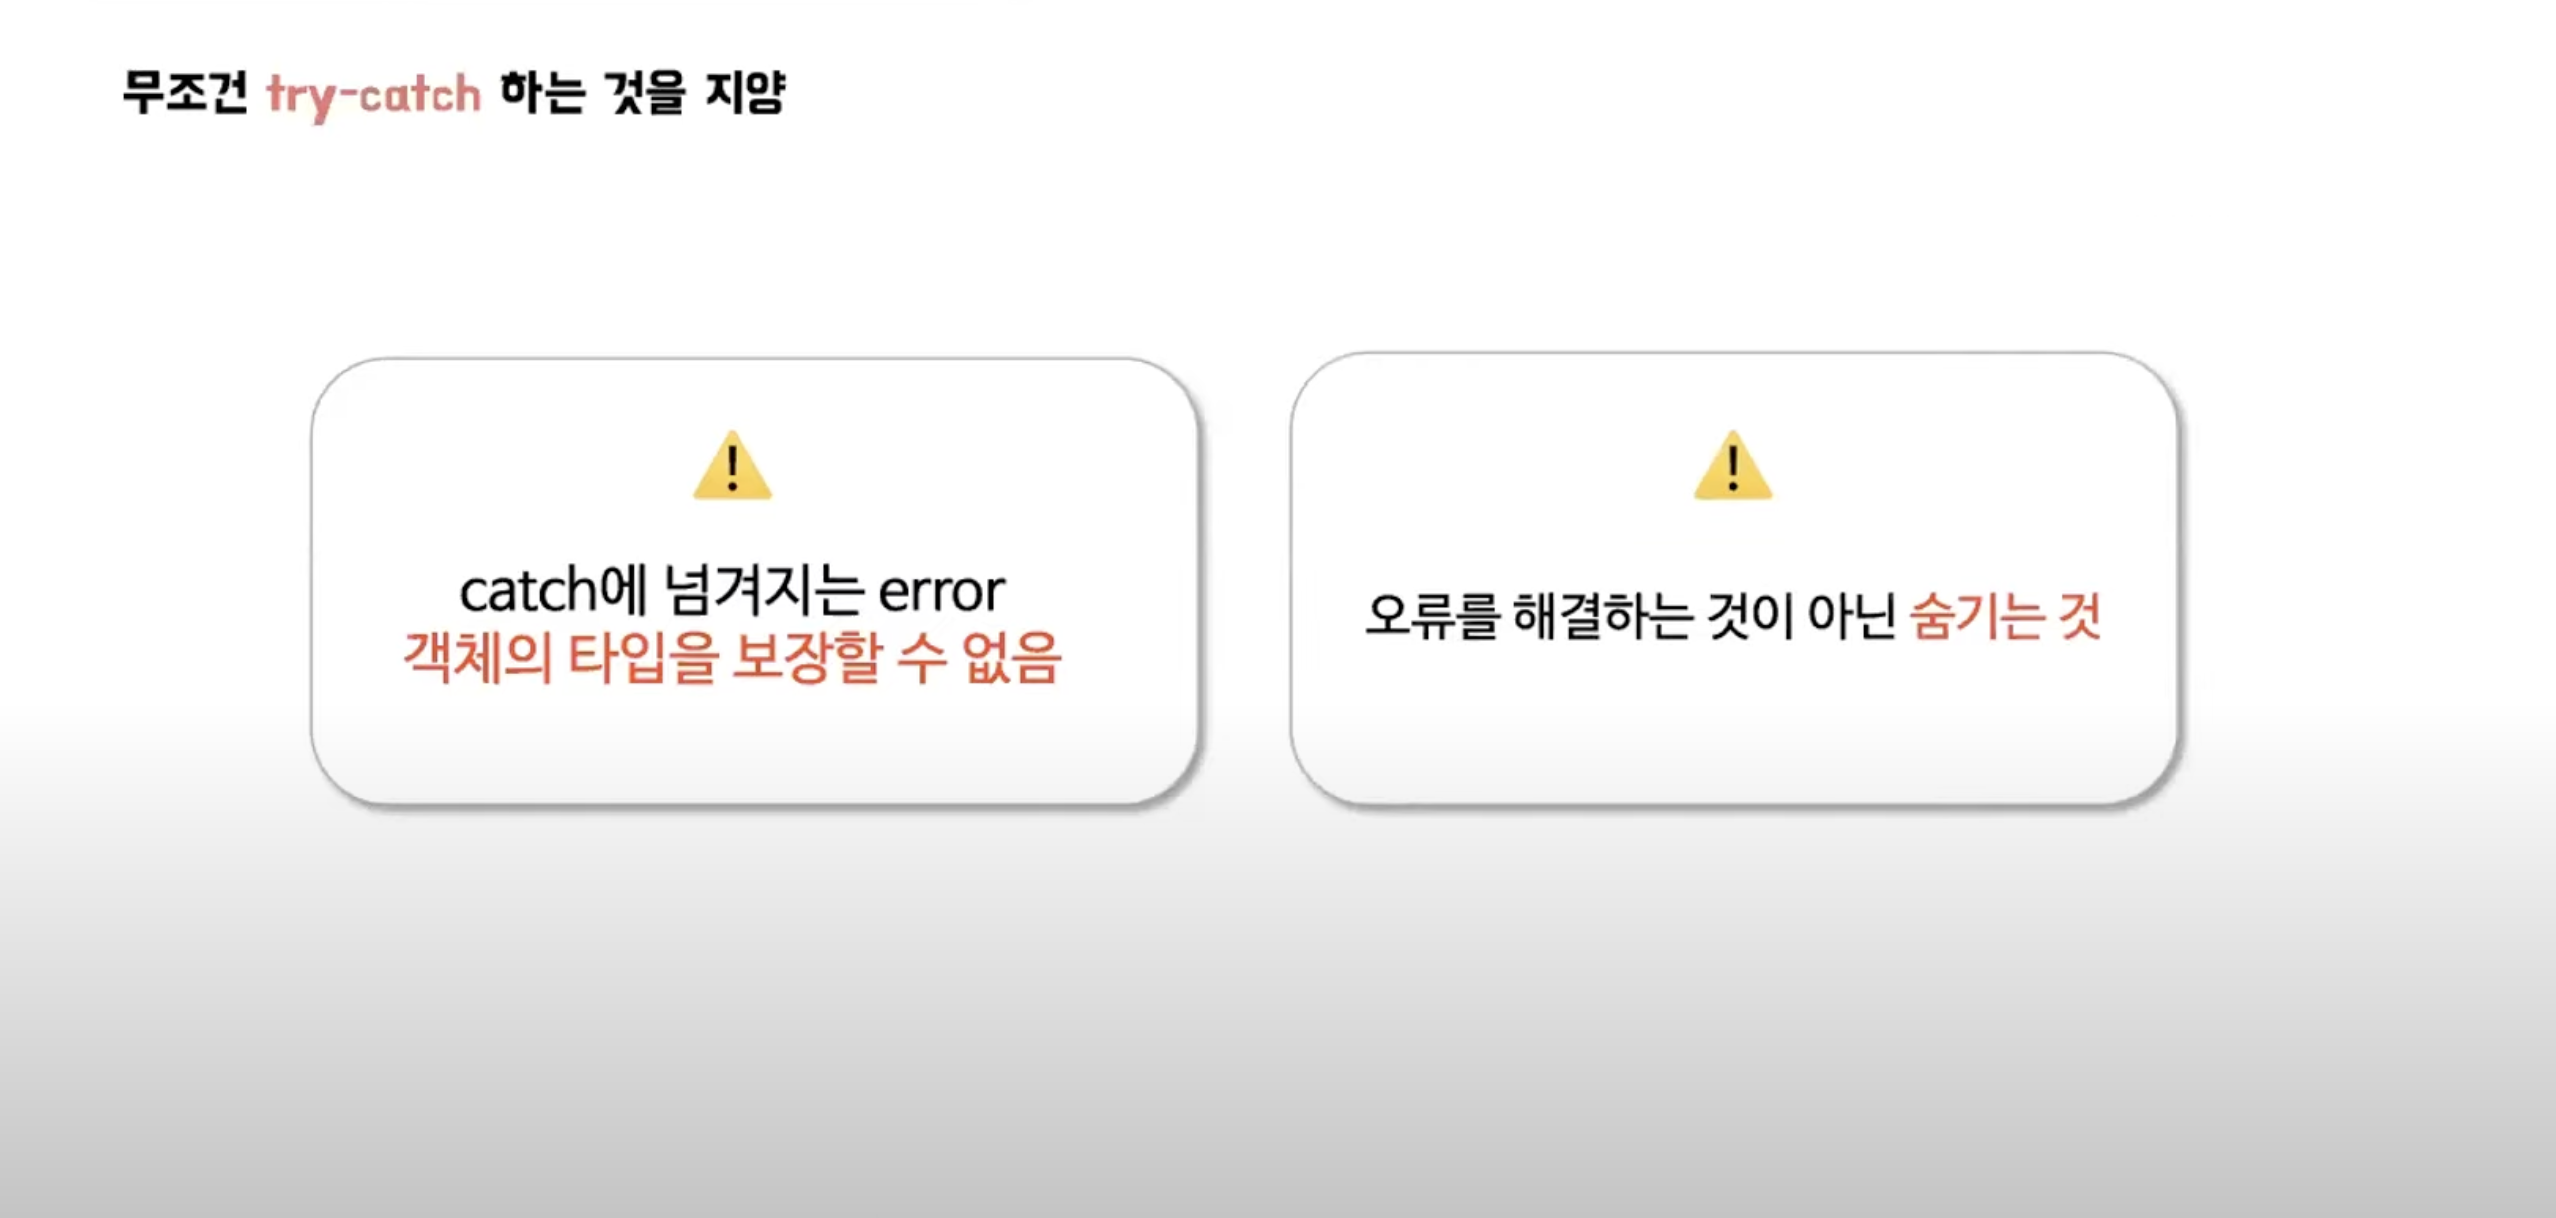 무조건 try-catch 하는 것을 지양
catch에 넘겨지는 error
객체의 타입을 보장할 수 없음
오류를 해결하는 것이 아닌 숨기는 것